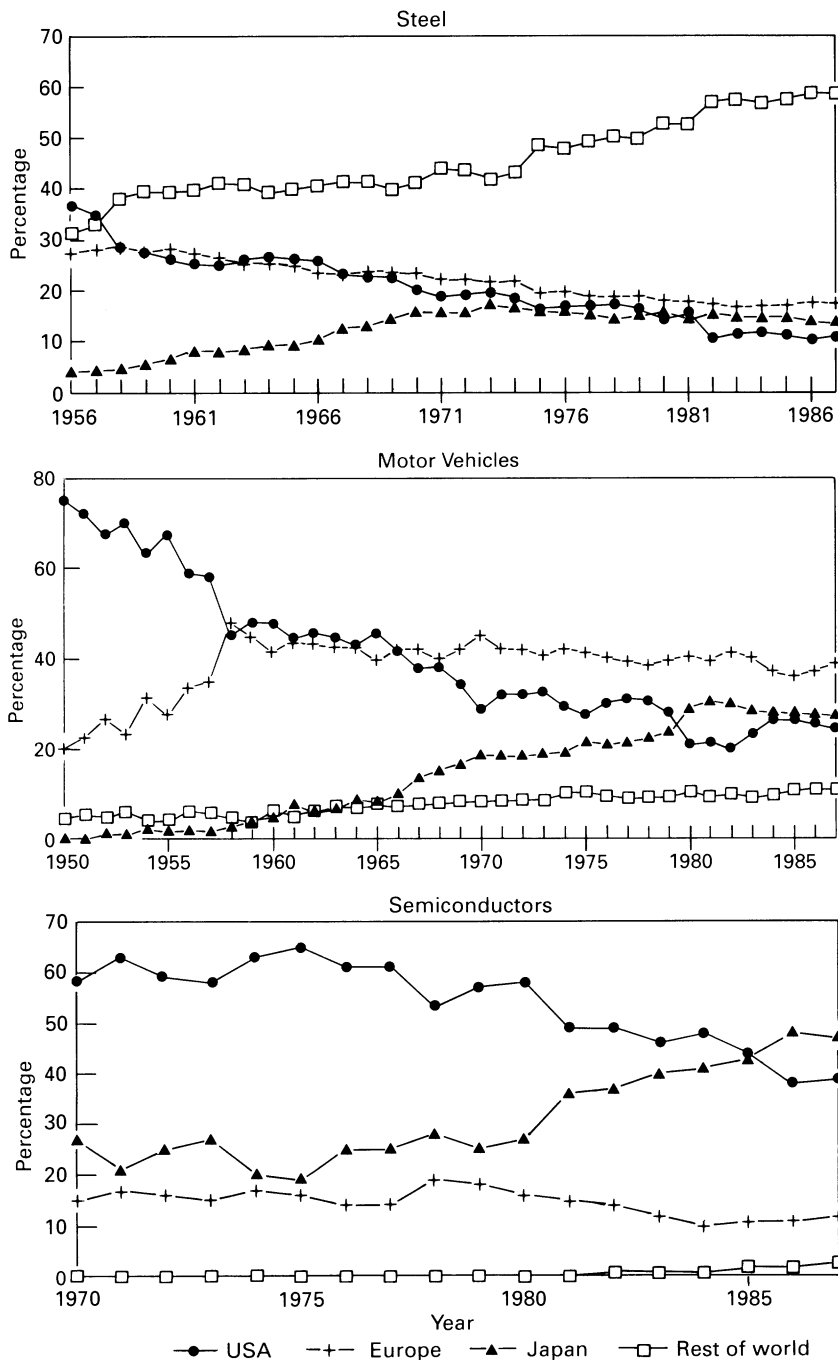 Steel
Percentage
70
60
50
40
30
20
10
0
1956 1961 1966 1971 1976 1981 1986
Motor Vehicles
Percentage
80
60
40
20
0
1950 1955 1960 1965 1970 1975 1980 1985
Semiconductors
Percentage
70
60
50
40
30
20
10
0
1970 1975 1980 1985
Year
USA Europe Japan Rest of world